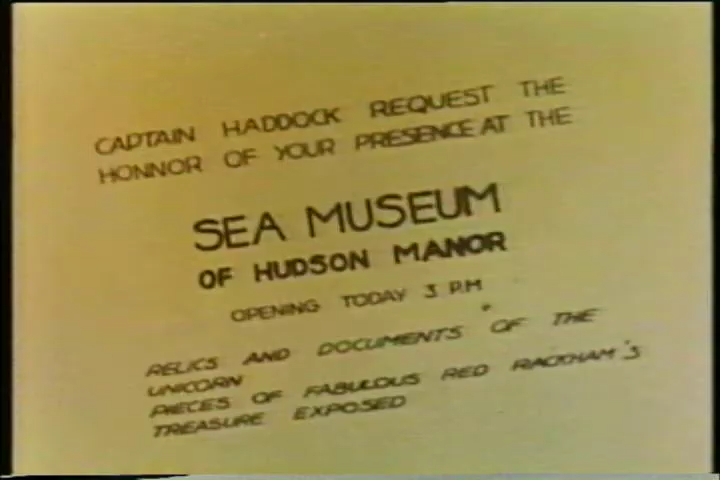 CAPTAIN HADDOCK REQUEST THE
HONNOR OF YOUR PRESENCE AT THE
SEA MUSEUM
OF HUDSON MANOR
OPENING TODAY 3 P.M
RELICS AND DOCUMENTS " OF THE
UNICORN
PIECES OF FABULOUS RED RACKHAM'S
TREASURE EXPOSED